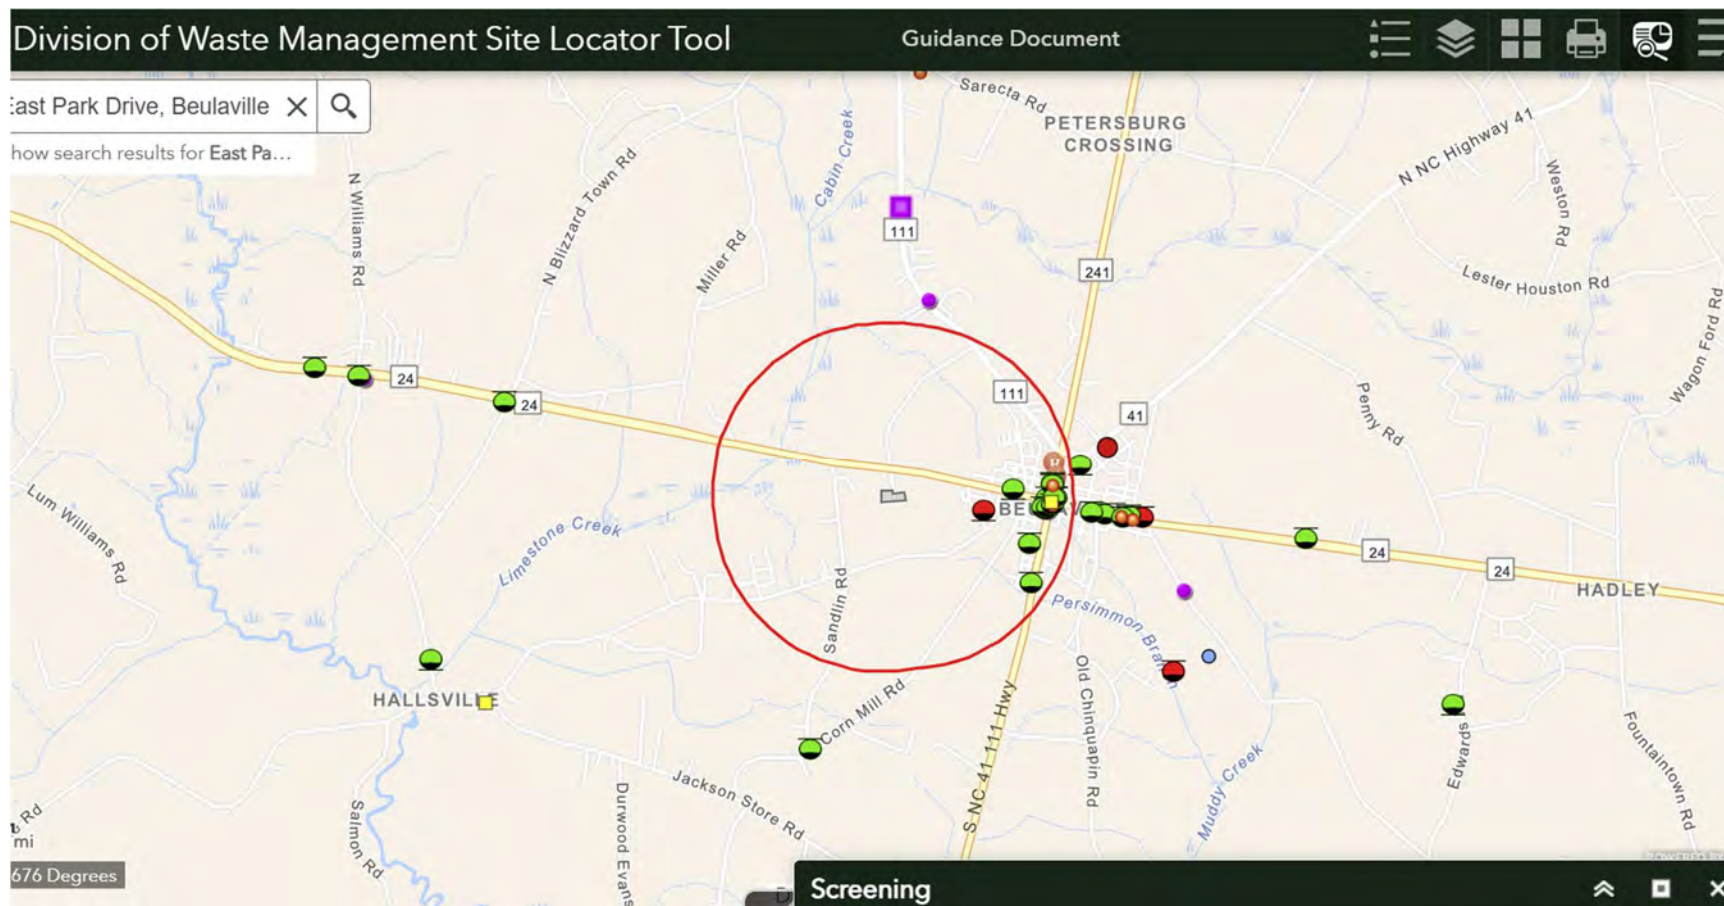 Division of Waste Management Site Locator Tool
Guidance Document
East Park Drive, Beulaville
how search results for East Pa...
Sarecta Rd
PETERSBURG
CROSSING
N NC Highway 41
Cabin Creek
N Williams Rd
N Blizzard Town Rd
Weston Rd
Miller Rd
111
241
Lester Houston Rd
Wagon Ford Rd
24
24
111
41
Penny Rd
Lum Williams Rd
Limestone Creek
24
24
HADLEY
Sandlin Rd
Persimmon Branch
HALLSVILLE
Corn Mill Rd
S NC 41 111 Hwy
Old Chinquapin Rd
Muddy Creek
Edwards
Fountaintown Rd
Jackson Store Rd
Durwood Evans
Salmon Rd
Rd
mi
676 Degrees
Screening